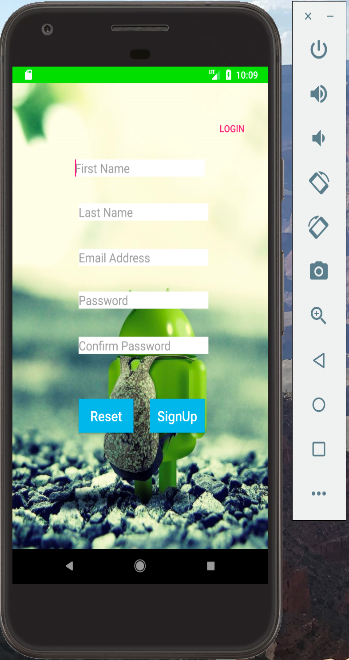 10:09
LOGIN
First Name
Last Name
Email Address
Password
Confirm Password
Reset SignUp